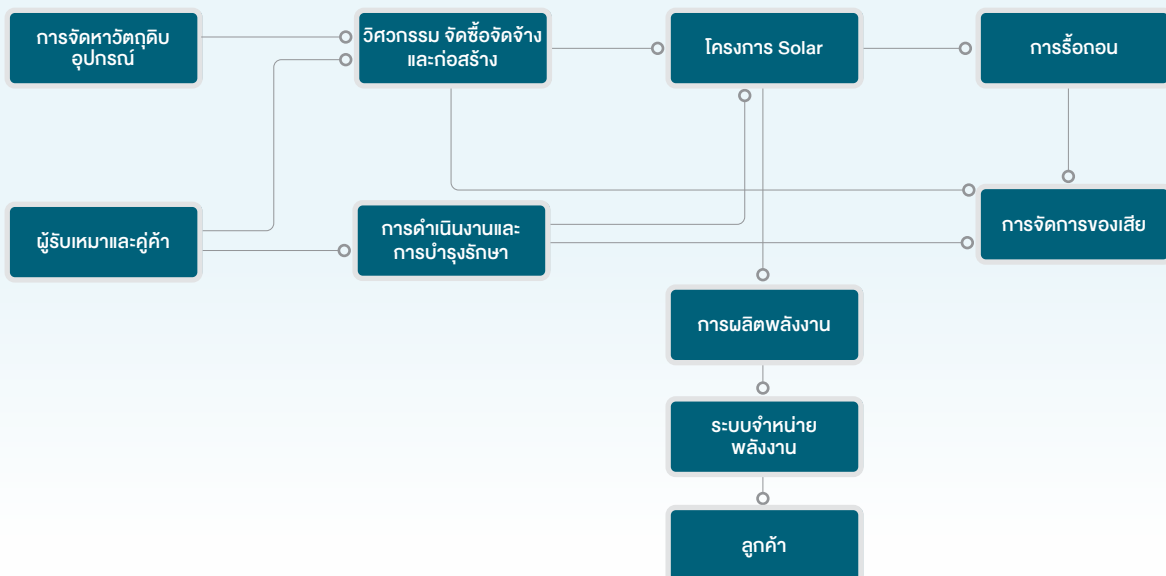 การจัดหาวัตถุดิบ
อุปกรณ์
วิศวกรรม จัดซื้อจัดจ้าง
และก่อสร้าง
โครงการ Solar
การรื้อถอน
ผู้รับเหมาและคู่ค้า
การดำเนินงานและ
การบำรุงรักษา
การจัดการของเสีย
การผลิตพลังงาน
ระบบจำหน่าย
พลังงาน
ลูกค้า